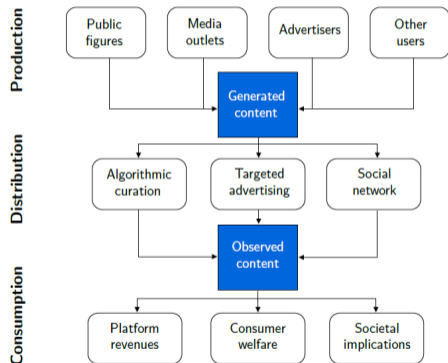 Production
Public
figures
Media
outlets
Advertisers
Other
users
Generated
content
Distribution
Algorithmic
curation
Targeted
advertising
Social
network
Observed
content
Consumption
Platform
revenues
Consumer
welfare
Societal
implications